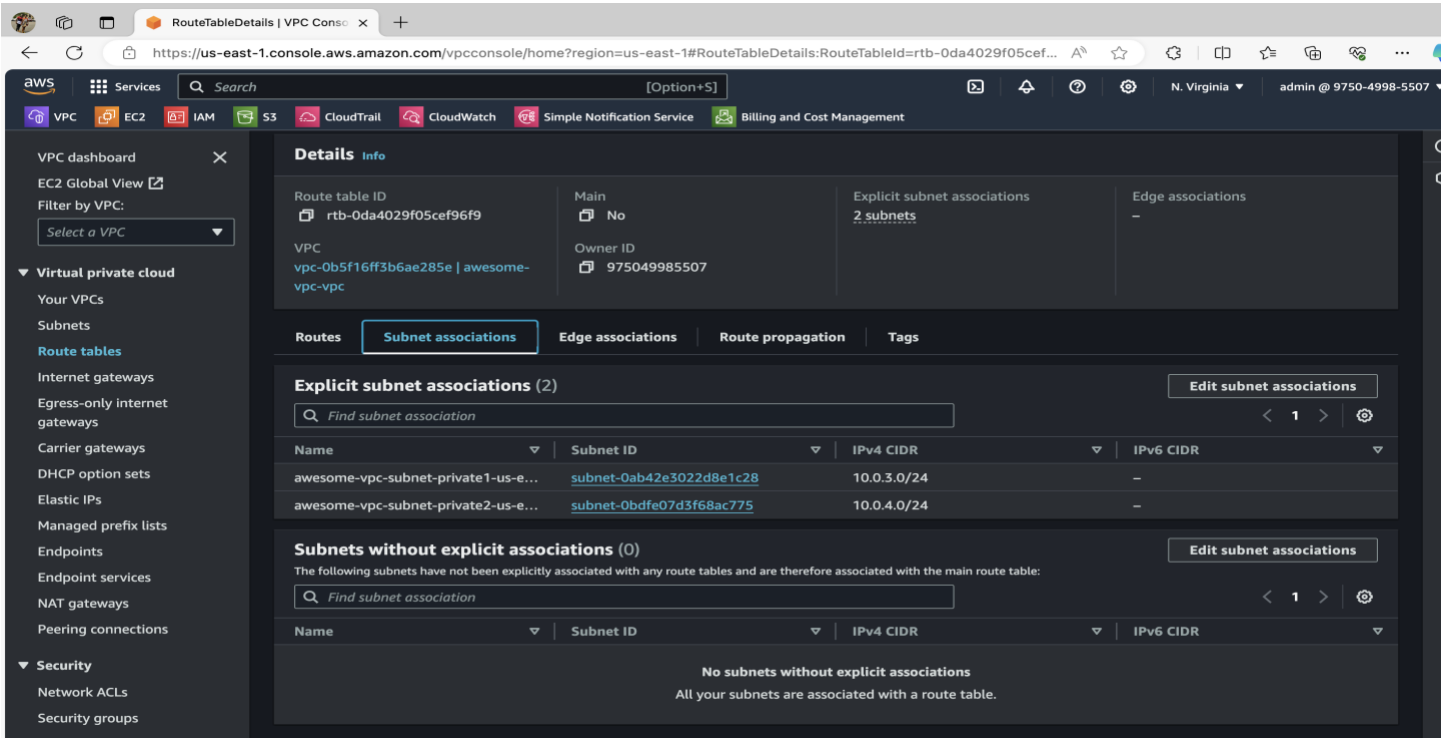 RouteTableDetails | VPC Conso
https://us-east-1.console.aws.amazon.com/vpcconsole/home?region=us-east-1#RouteTableDetails:RouteTableId=rtb-0da4029f05cef...
aws Services Search [Option+S] N. Virginia admin @ 9750-4998-5507
VPC EC2 IAM S3 CloudTrail CloudWatch Simple Notification Service Billing and Cost Management
VPC dashboard
EC2 Global View
Filter by VPC:
Select a VPC
Virtual private cloud
Your VPCs
Subnets
Route tables
Internet gateways
Egress-only internet
gateways
Carrier gateways
DHCP option sets
Elastic IPs
Managed prefix lists
Endpoints
Endpoint services
NAT gateways
Peering connections
Security
Network ACLs
Security groups
Details Info
Route table ID
rtb-0da4029f05cef96f9
Main
No
Explicit subnet associations
2 subnets
Edge associations
–
VPC
vpc-0b5f16ff3b6ae285e | awesome-
vpc-vpc
Owner ID
975049985507
Routes Subnet associations Edge associations Route propagation Tags
Explicit subnet associations (2) Edit subnet associations
Find subnet association 1
Name Subnet ID IPv4 CIDR IPv6 CIDR
awesome-vpc-subnet-private1-us-e... subnet-0ab42e3022d8e1c28 10.0.3.0/24 –
awesome-vpc-subnet-private2-us-e... subnet-0bdfe07d3f68ac775 10.0.4.0/24 –
Subnets without explicit associations (0) Edit subnet associations
The following subnets have not been explicitly associated with any route tables and are therefore associated with the main route table:
Find subnet association 1
Name Subnet ID IPv4 CIDR IPv6 CIDR
No subnets without explicit associations
All your subnets are associated with a route table.